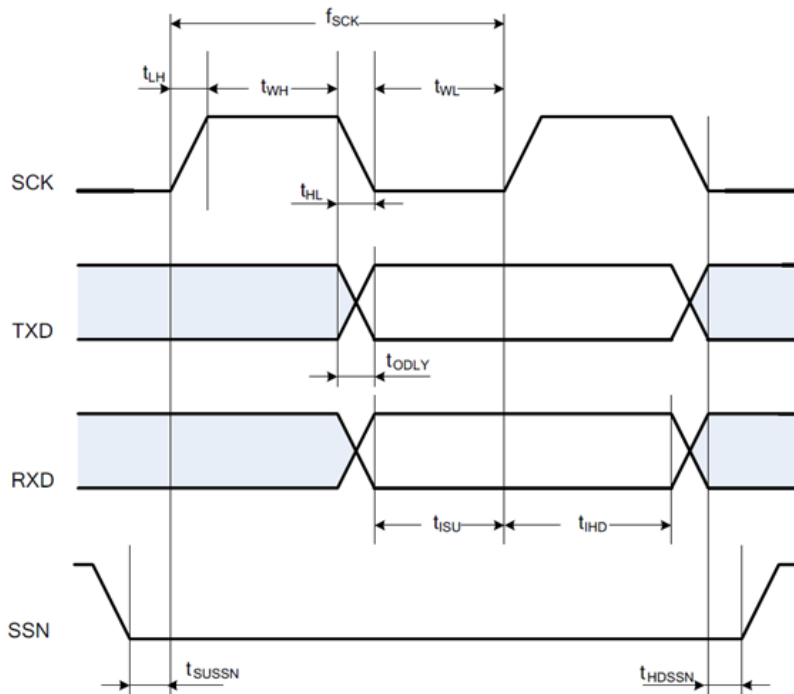 fSCK
tLH
tWH
tWL
SCK
tHL
TXD
tODLY
RXD
tISU
tIHD
SSN
tSUSSN
tHDSSN